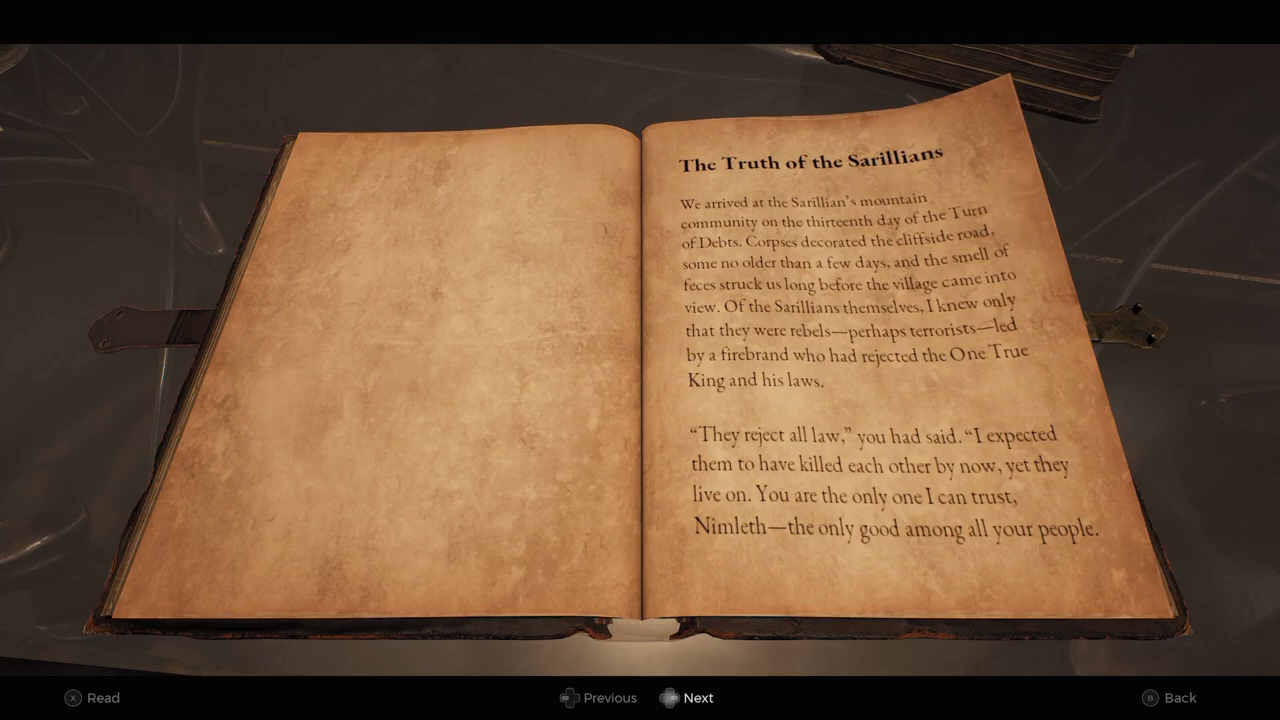 The Truth of the Sarillians
We arrived at the Sarillian's mountain
community on the thirteenth day of the Turn
of Debts. Corpses decorated the cliffside road,
some no older than a few days, and the smell of
feces struck us long before the village came into
view. Of the Sarillians themselves, I knew only
that they were rebels—perhaps terrorists—led
by a firebrand who had rejected the One True
King and his laws.
“They reject all law,” you had said. “I expected
them to have killed each other by now, yet they
live on. You are the only one I can trust,
Nimleth—the only good among all your people.
X Read
Previous
Next
B Back